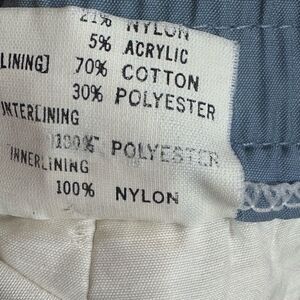 21% NYLON
5% ACRYLIC
LINING] 70% COTTON
30% POLYESTER
INTERLINING
100% POLYESTER
INNERLINING
100% NYLON